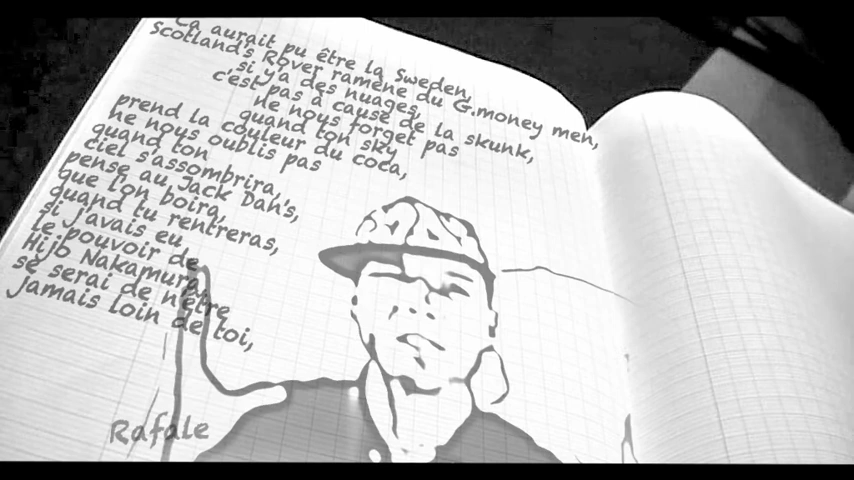 Ça aurait pu être la Sweden,
Scotland's Rover ramène du G.money men,
si y'a des nuages,
c'est pas à cause de la skunk,
ne nous forget pas
quand ton sky
prend la couleur du coca,
ne nous oublis pas
quand ton
ciel s'assombrira,
pense au Jack Dan's,
que l'on boira,
quand tu rentreras,
si j'avais eu
le pouvoir de
Hijo Nakamura,
se serai de n'être
jamais loin de toi,
Rafale